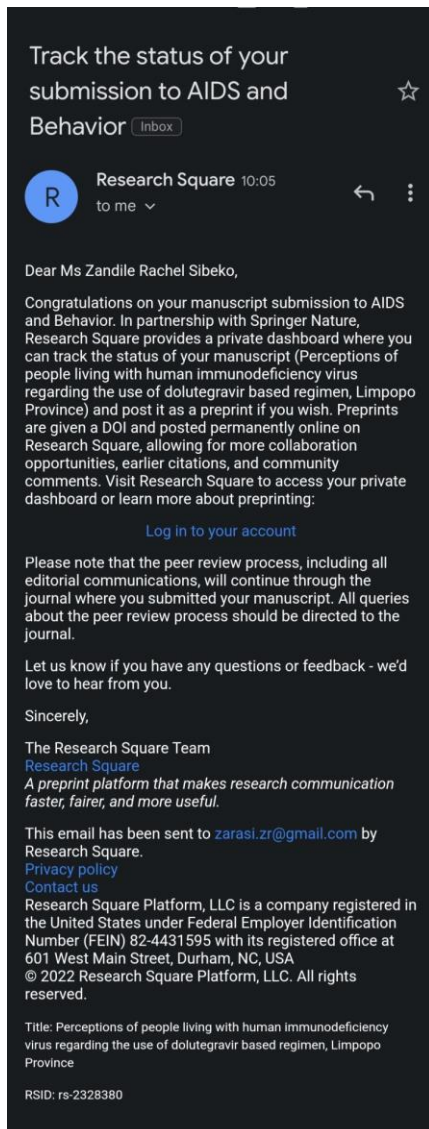 Track the status of your
submission to AIDS and
Behavior Inbox
R
Research Square 10:05
to me
Dear Ms Zandile Rachel Sibeko,
Congratulations on your manuscript submission to AIDS
and Behavior. In partnership with Springer Nature,
Research Square provides a private dashboard where you
can track the status of your manuscript (Perceptions of
people living with human immunodeficiency virus
regarding the use of dolutegravir based regimen, Limpopo
Province) and post it as a preprint if you wish. Preprints
are given a DOI and posted permanently online on
Research Square, allowing for more collaboration
opportunities, earlier citations, and community
comments. Visit Research Square to access your private
dashboard or learn more about preprinting:
Log in to your account
Please note that the peer review process, including all
editorial communications, will continue through the
journal where you submitted your manuscript. All queries
about the peer review process should be directed to the
journal.
Let us know if you have any questions or feedback - we'd
love to hear from you.
Sincerely,
The Research Square Team
Research Square
A preprint platform that makes research communication
faster, fairer, and more useful.
This email has been sent to zarasi.zr@gmail.com by
Research Square.
Privacy policy
Contact us
Research Square Platform, LLC is a company registered in
the United States under Federal Employer Identification
Number (FEIN) 82-4431595 with its registered office at
601 West Main Street, Durham, NC, USA
© 2022 Research Square Platform, LLC. All rights
reserved.
Title: Perceptions of people living with human immunodeficiency
virus regarding the use of dolutegravir based regimen, Limpopo
Province
RSID: rs-2328380